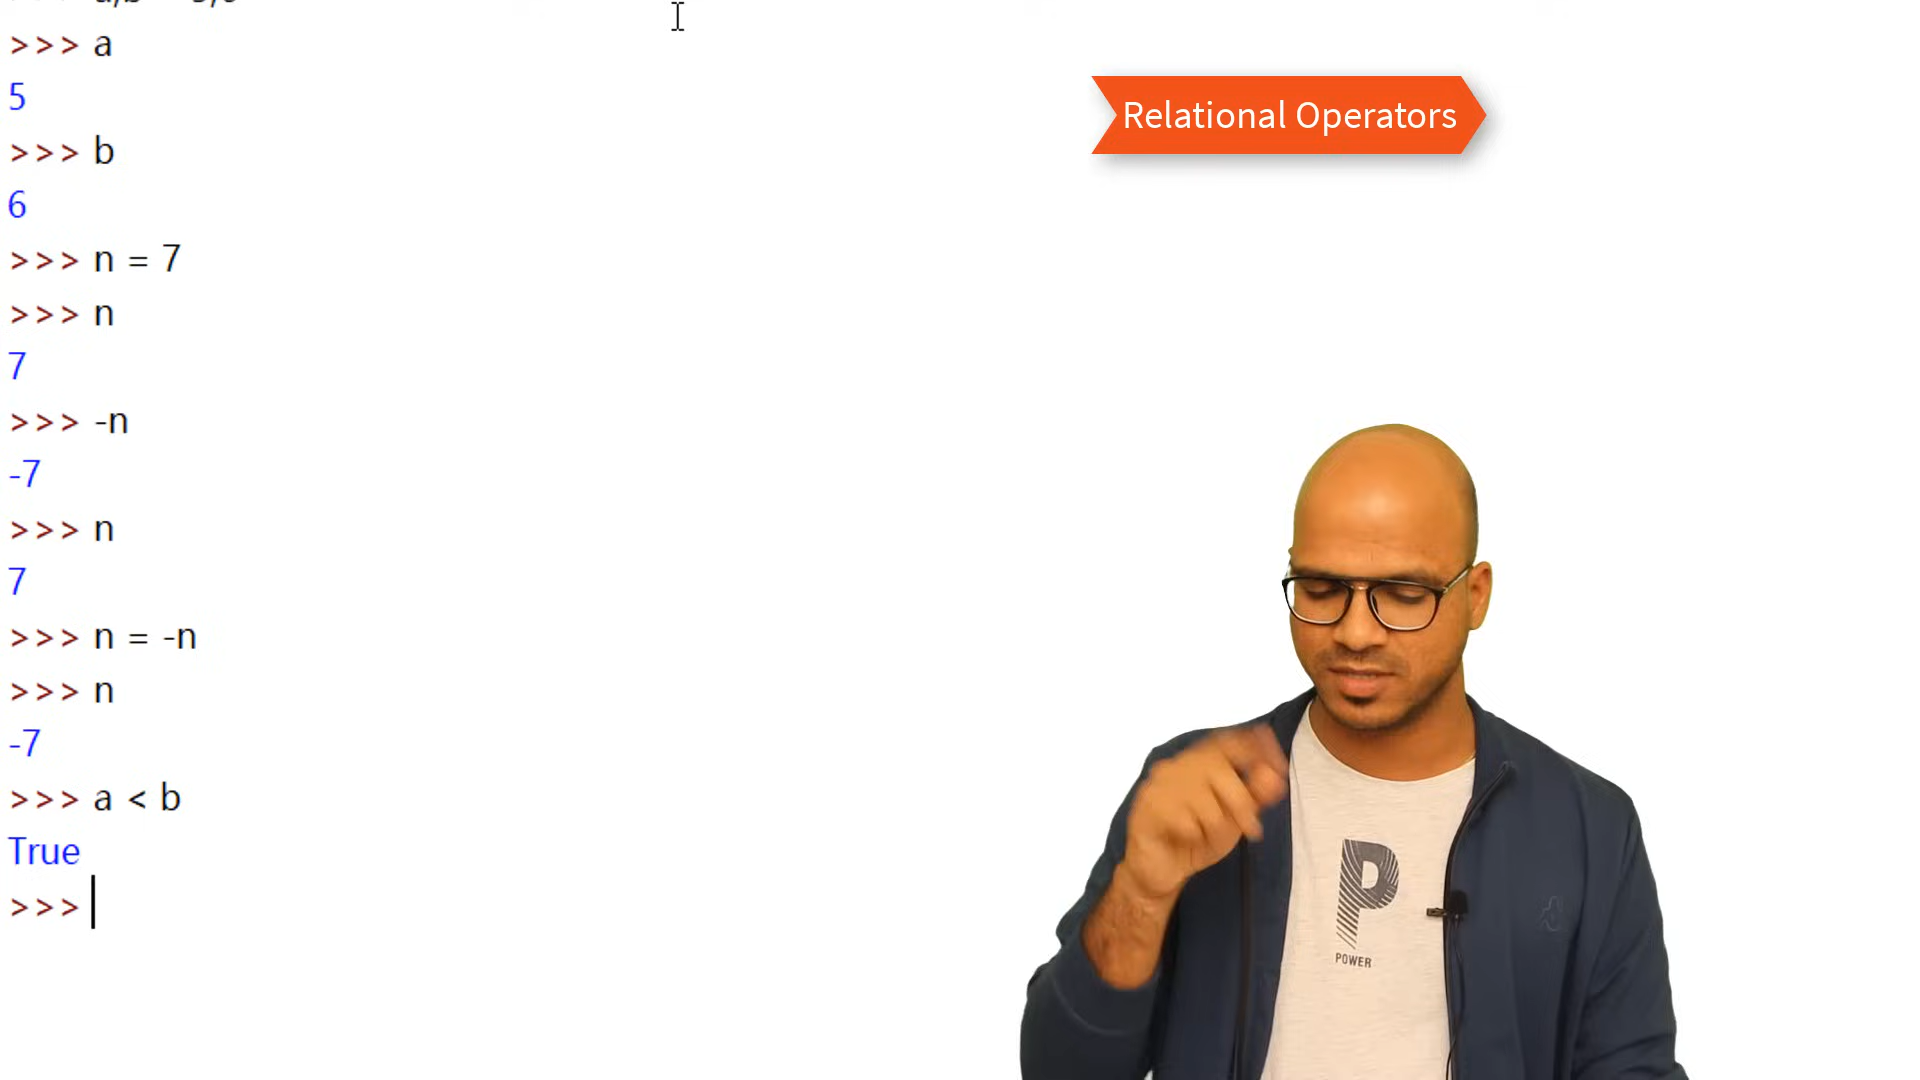 >>> a
5
>>> b
6
>>> n = 7
>>> n
7
>>> -n
-7
>>> n
7
>>> n = -n
>>> n
-7
>>> a < b
True
>>>
Relational Operators
P
POWER